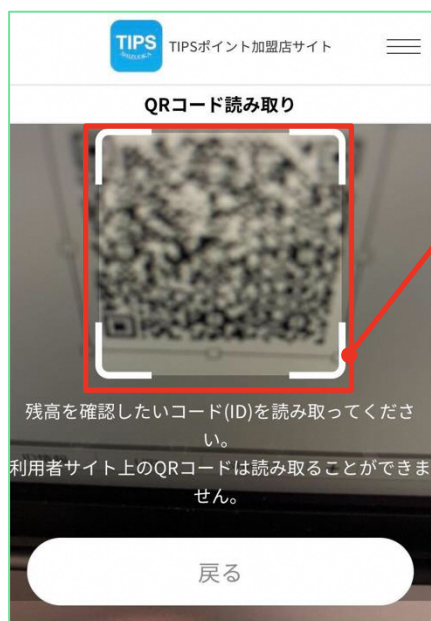 TIPS
TIPSポイント加盟店サイト
QRコード読み取り
残高を確認したいコード(ID)を読み取ってくださ
い。
利用者サイト上のQRコードは読み取ることができま
せん。
戻る